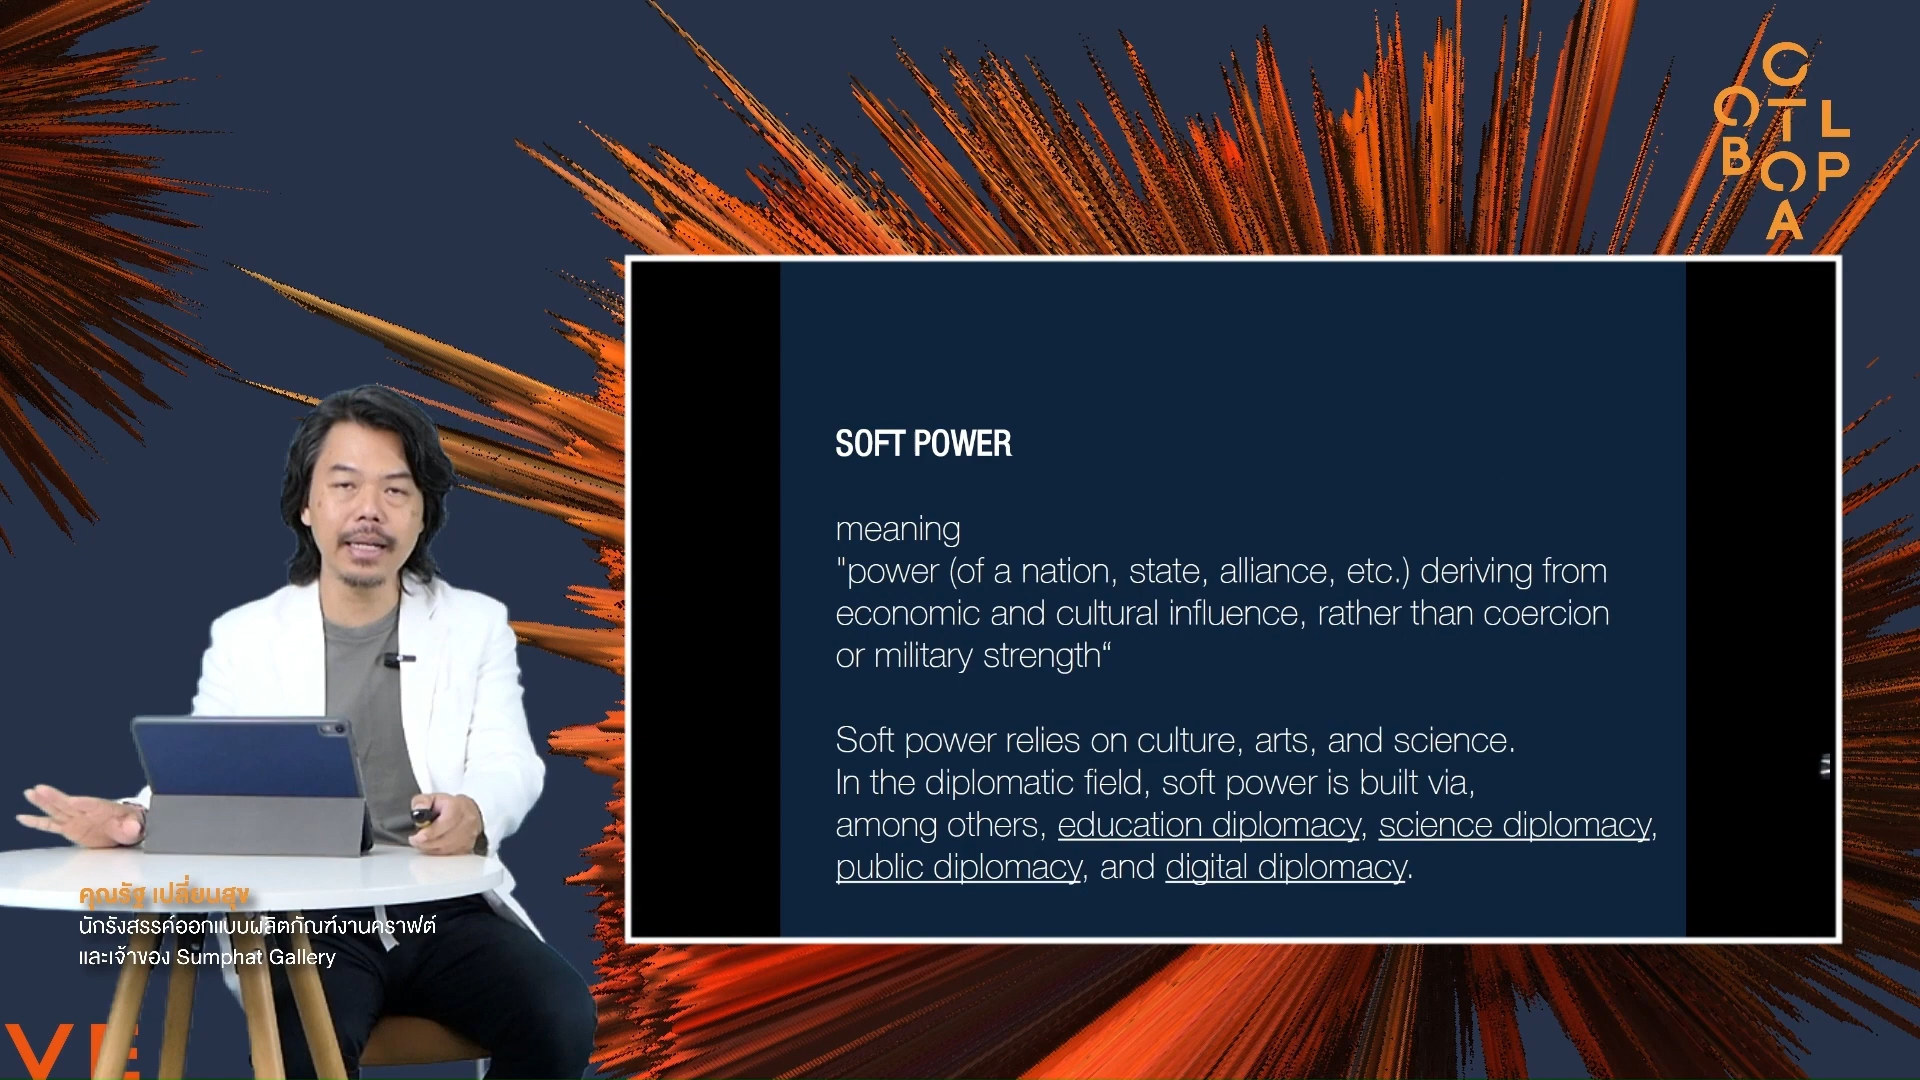 C
O T L
B O P
A
SOFT POWER
meaning
"power (of a nation, state, alliance, etc.) deriving from
economic and cultural influence, rather than coercion
or military strength“
Soft power relies on culture, arts, and science.
In the diplomatic field, soft power is built via,
among others, education diplomacy, science diplomacy,
public diplomacy, and digital diplomacy.
คุณรัฐ เปลี่ยนสุข
นักรังสรรค์ออกแบบผลิตภัณฑ์งานคราฟต์
และเจ้าของ Sumphat Gallery
VE